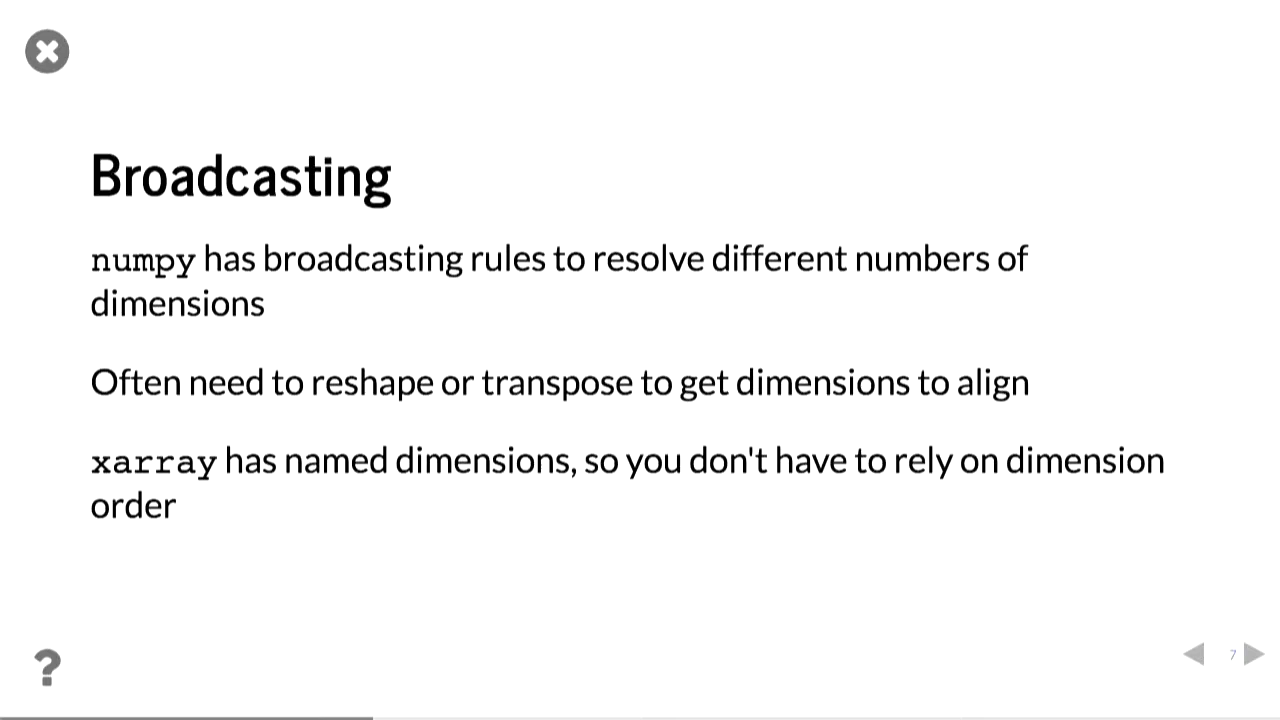 Broadcasting
numpy has broadcasting rules to resolve different numbers of
dimensions
Often need to reshape or transpose to get dimensions to align
xarray has named dimensions, so you don't have to rely on dimension
order
?
7